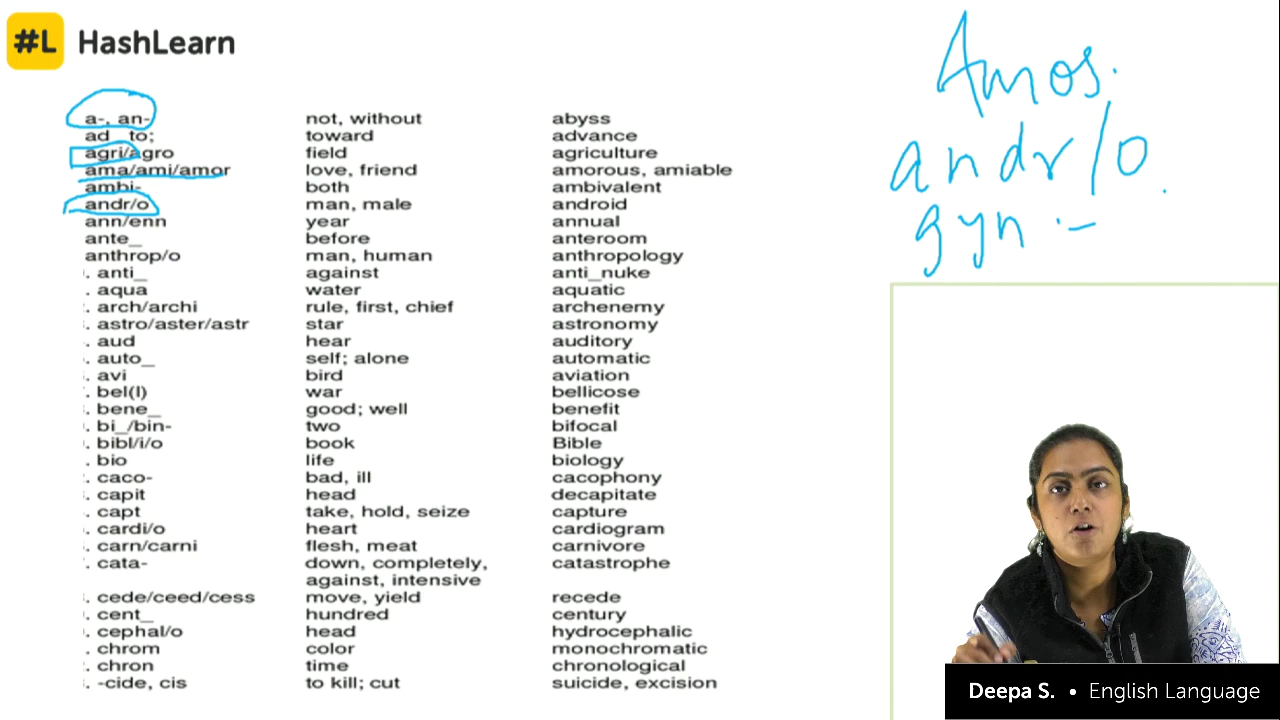 #L HashLearn
Amos.
andr/o.
gyn :-
a-, an- not, without abyss
ad to; toward advance
agri/agro field agriculture
ama/ami/amor love, friend amorous, amiable
ambi- both ambivalent
andr/o man, male android
ann/enn year annual
ante_ before anteroom
anthrop/o man, human anthropology
. anti_ against anti_nuke
. aqua water aquatic
. arch/archi rule, first, chief archenemy
. astro/aster/astr star astronomy
. aud hear auditory
. auto_ self; alone automatic
. avi bird aviation
. bel(l) war bellicose
. bene_ good; well benefit
. bi_/bin- two bifocal
. bibl/i/o book Bible
. bio life biology
. caco- bad, ill cacophony
. capit head decapitate
. capt take, hold, seize capture
. cardi/o heart cardiogram
. carn/carni flesh, meat carnivore
. cata- down, completely, catastrophe
against, intensive
. cede/ceed/cess move, yield recede
. cent_ hundred century
. cephal/o head hydrocephalic
. chrom color monochromatic
. chron time chronological
. -cide, cis to kill; cut suicide, excision
Deepa S. • English Language